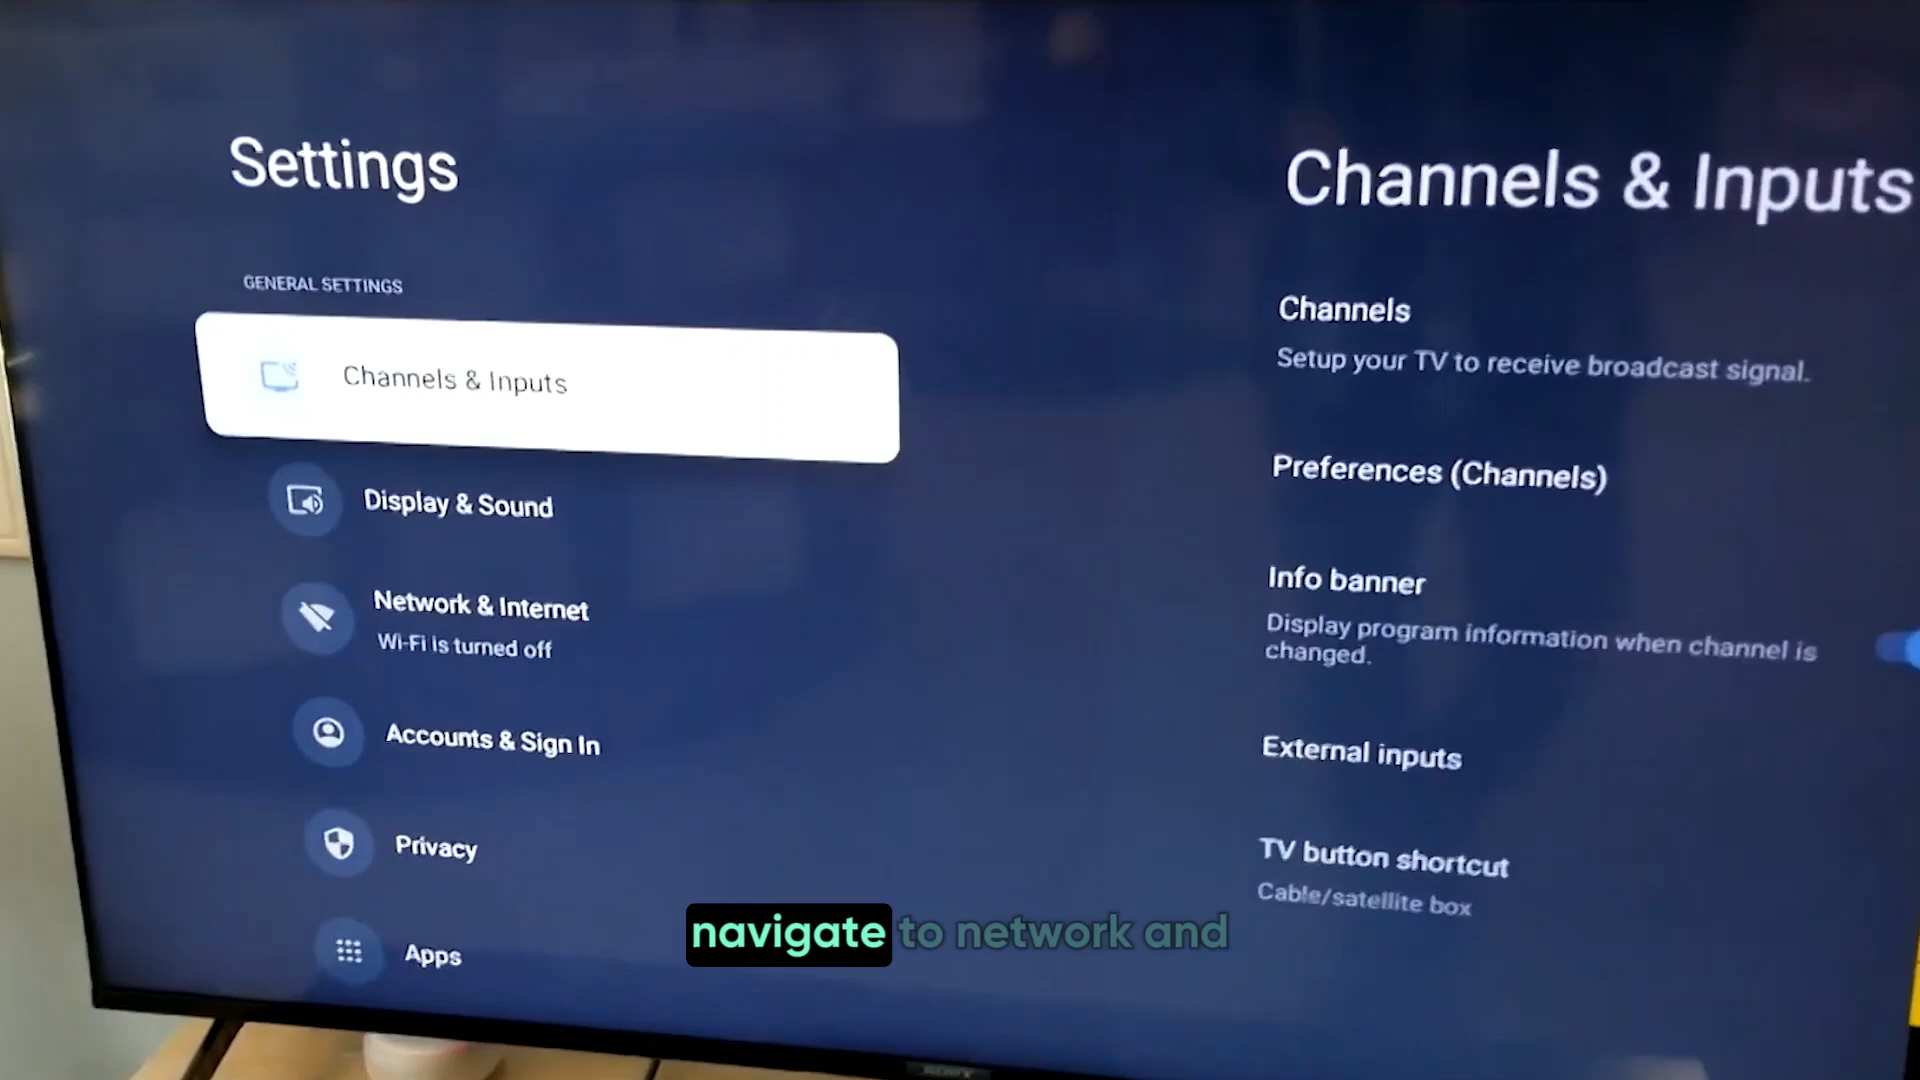 Settings
GENERAL SETTINGS
Channels & Inputs
Display & Sound
Network & Internet
Wi-Fi is turned off
Accounts & Sign In
Privacy
Apps
Channels & Inputs
Channels
Setup your TV to receive broadcast signal.
Preferences (Channels)
Info banner
Display program information when channel is
changed.
External inputs
TV button shortcut
Cable/satellite box
navigate to network and